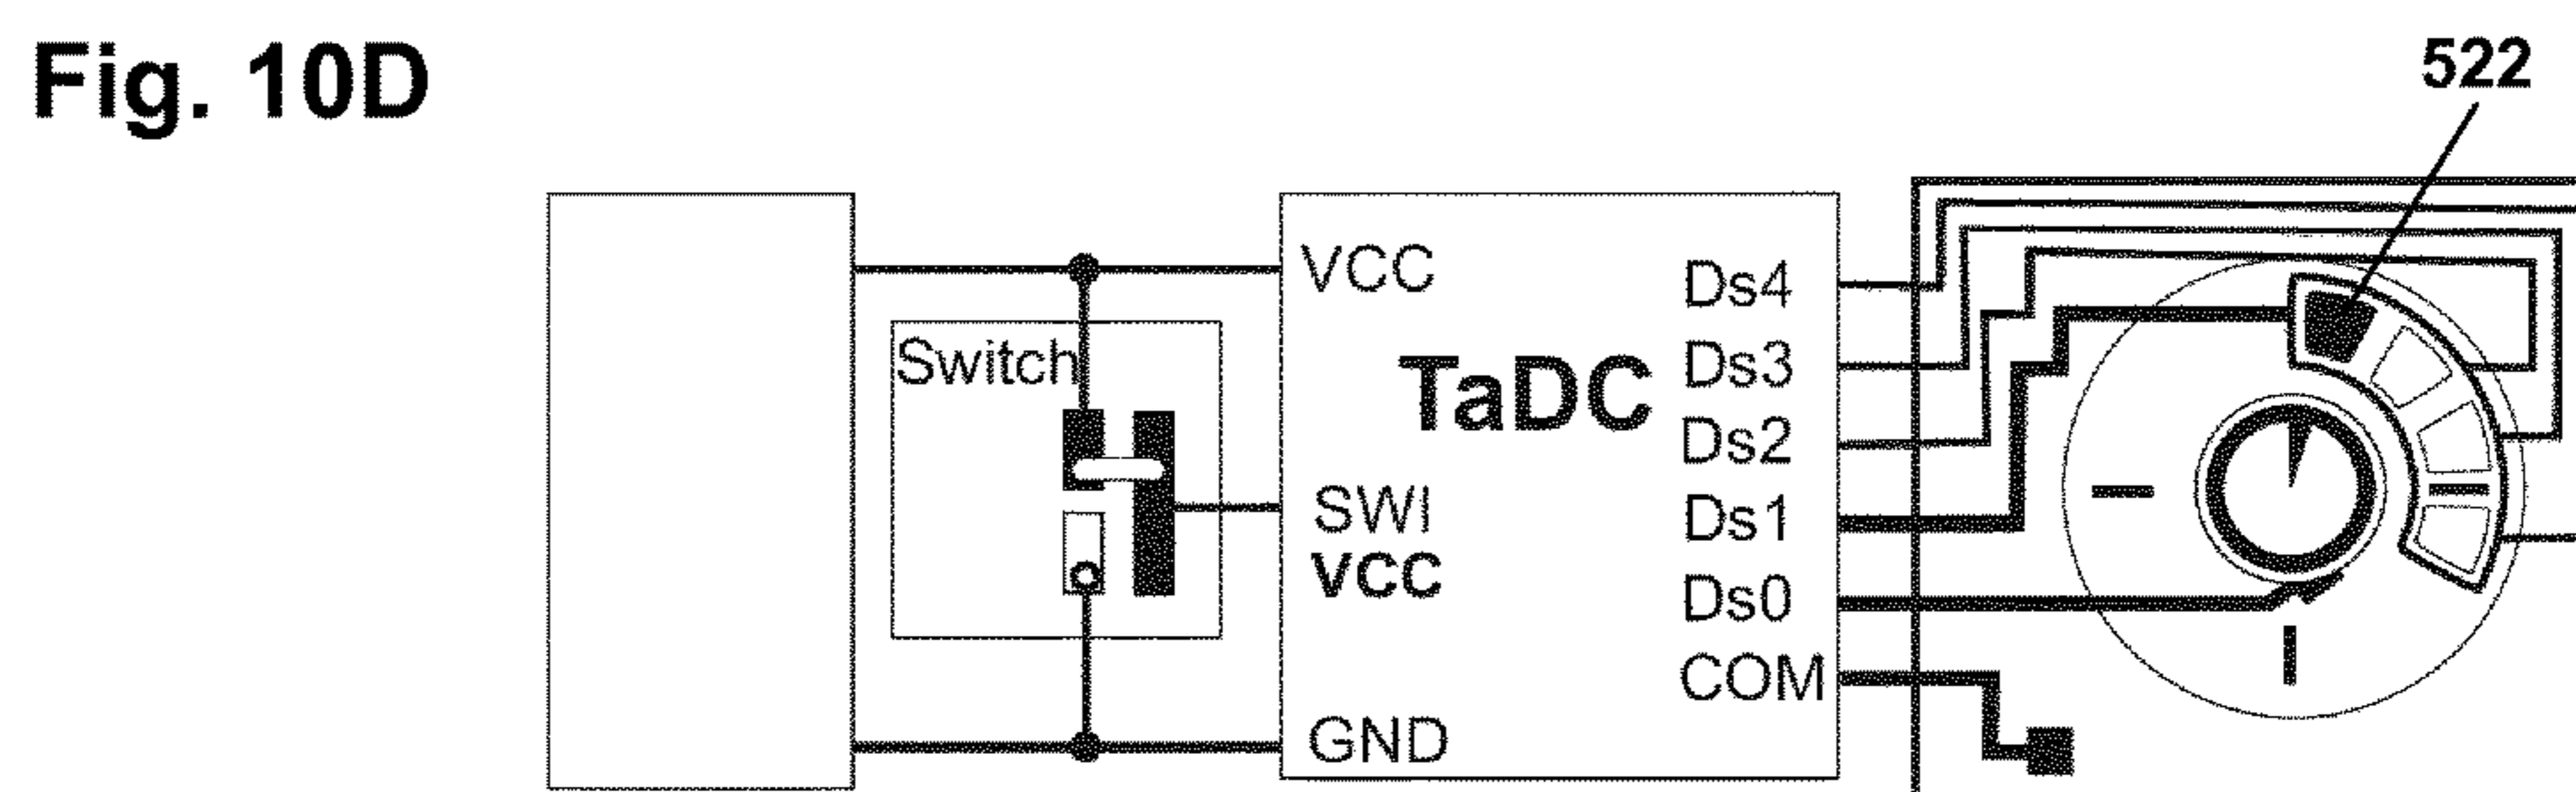 Fig. 10D
522
VCC
Switch
SWI
VCC
GND
TaDC
Ds4
Ds3
Ds2
Ds1
Ds0
COM